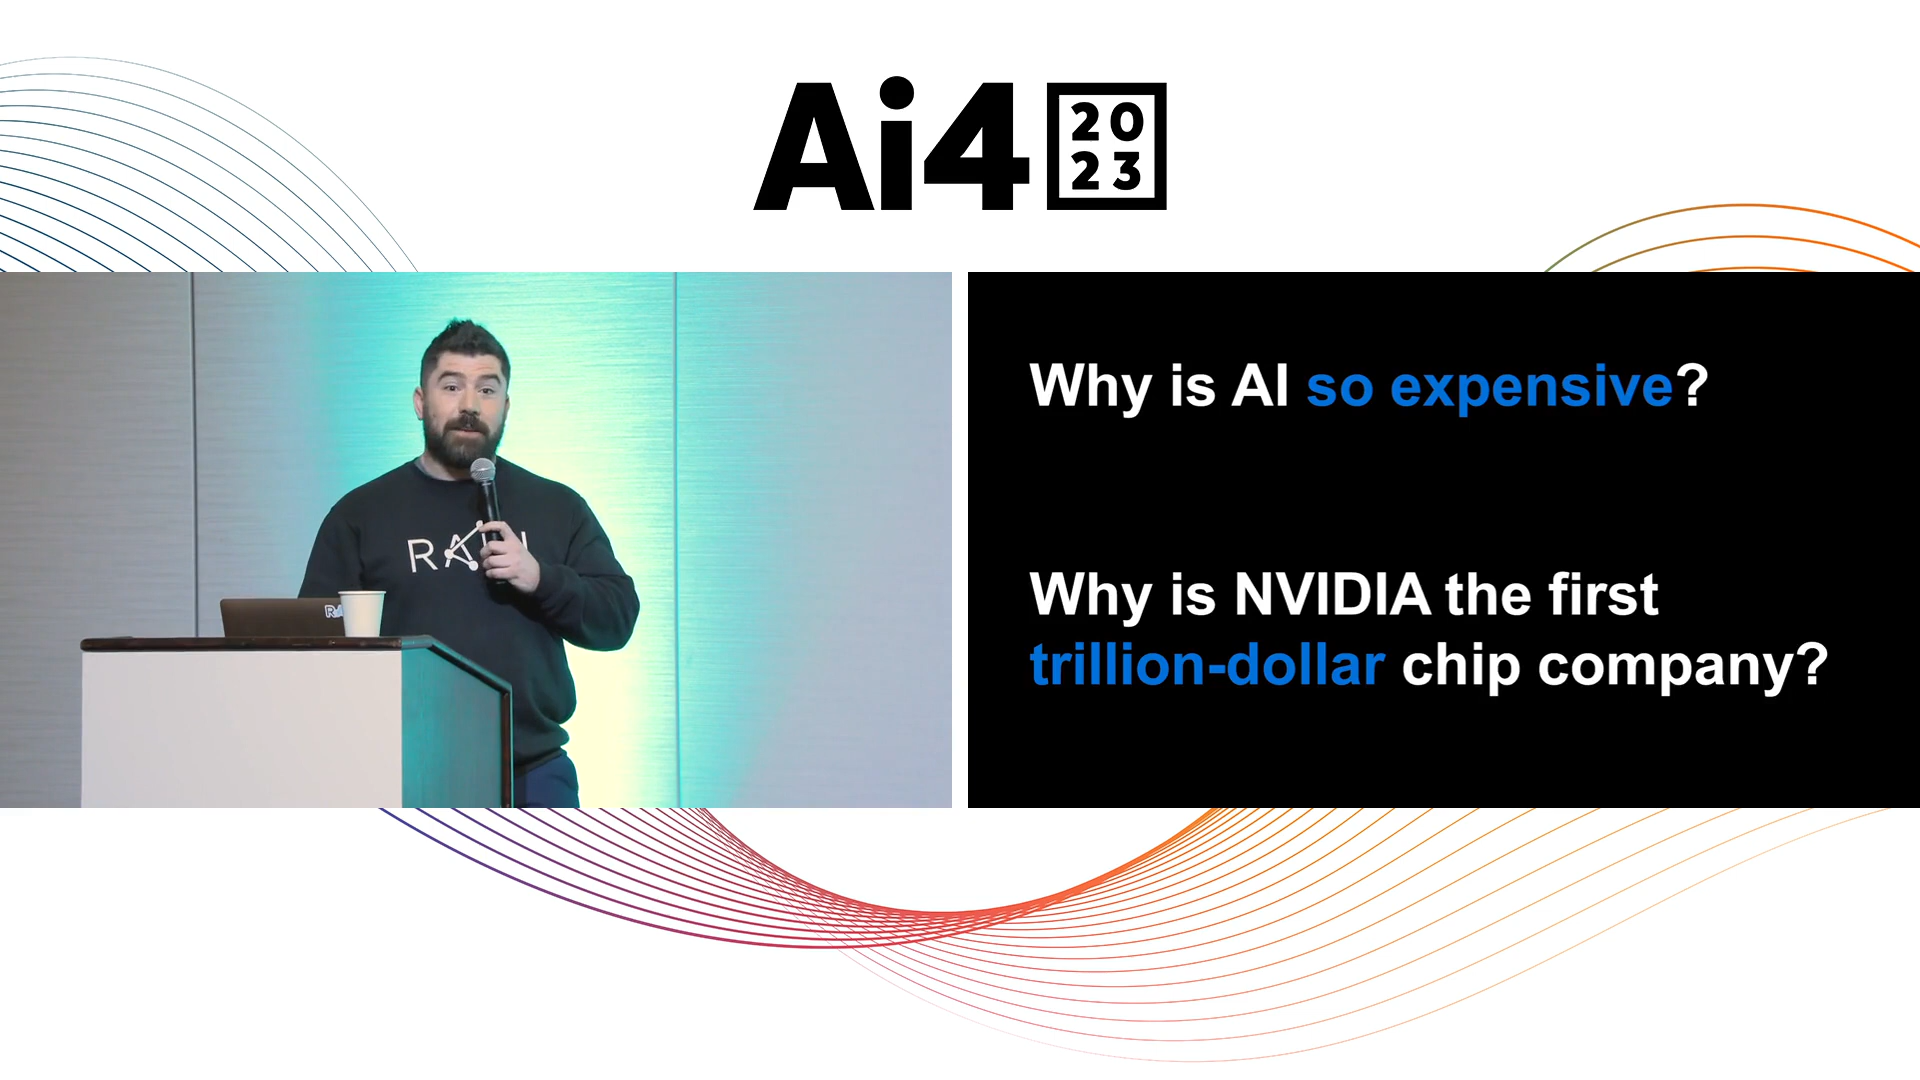 Ai4
20
23
Why is AI so expensive?
Why is NVIDIA the first
trillion-dollar chip company?